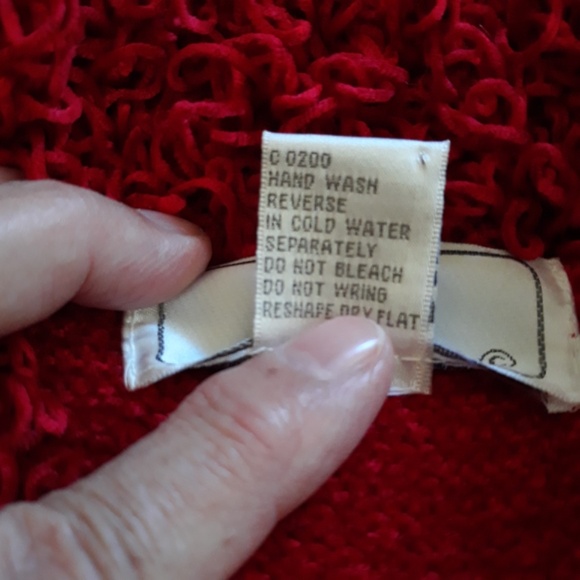 C 0200
HAND WASH
REVERSE
IN COLD WATER
SEPARATELY
DO NOT BLEACH
DO NOT WRING
RESHAPE DRY FLAT